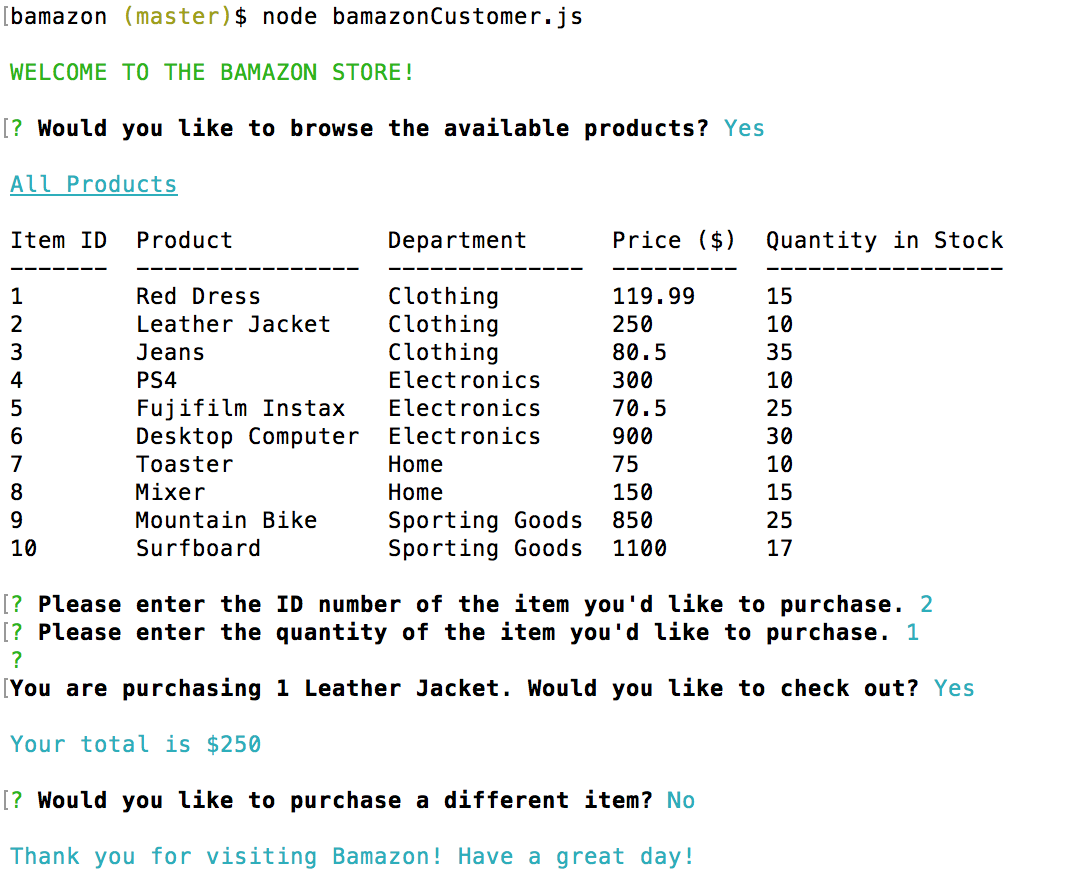 [bamazon (master)$ node bamazonCustomer.js
WELCOME TO THE BAMAZON STORE!
[? Would you like to browse the available products? Yes
All Products
Item ID  Product           Department      Price ($)  Quantity in Stock
-------  ----------------  --------------  ---------  -----------------
1        Red Dress         Clothing        119.99     15
2        Leather Jacket    Clothing        250        10
3        Jeans             Clothing        80.5       35
4        PS4               Electronics     300        10
5        Fujifilm Instax   Electronics     70.5       25
6        Desktop Computer  Electronics     900        30
7        Toaster           Home            75         10
8        Mixer             Home            150        15
9        Mountain Bike     Sporting Goods  850        25
10       Surfboard         Sporting Goods  1100       17
[? Please enter the ID number of the item you'd like to purchase. 2
[? Please enter the quantity of the item you'd like to purchase. 1
?
[You are purchasing 1 Leather Jacket. Would you like to check out? Yes
Your total is $250
[? Would you like to purchase a different item? No
Thank you for visiting Bamazon! Have a great day!